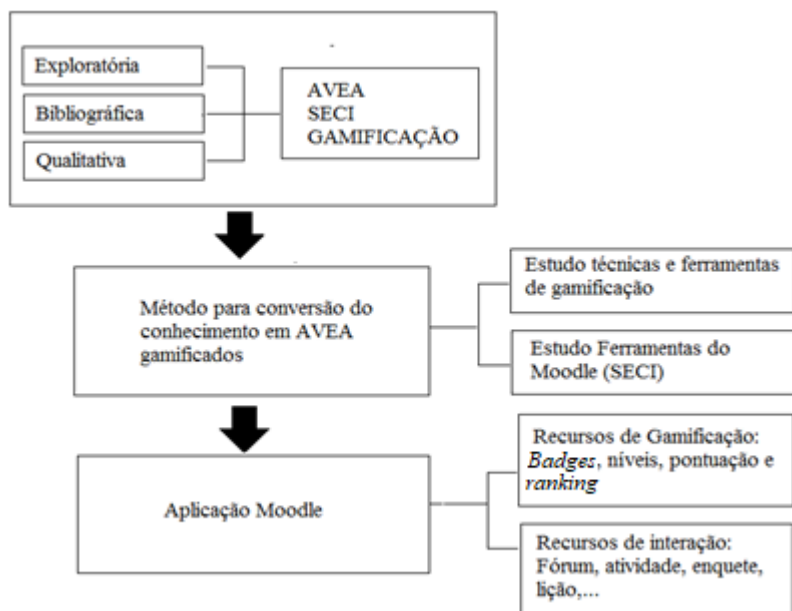 Exploratória
Bibliográfica
Qualitativa
AVEA
SECI
GAMIFICAÇÃO
Método para conversão do
conhecimento em AVEA
gamificados
Estudo técnicas e ferramentas
de gamificação
Estudo Ferramentas do
Moodle (SECI)
Aplicação Moodle
Recursos de Gamificação:
Badges, níveis, pontuação e
ranking
Recursos de interação:
Fórum, atividade, enquete,
lição,...